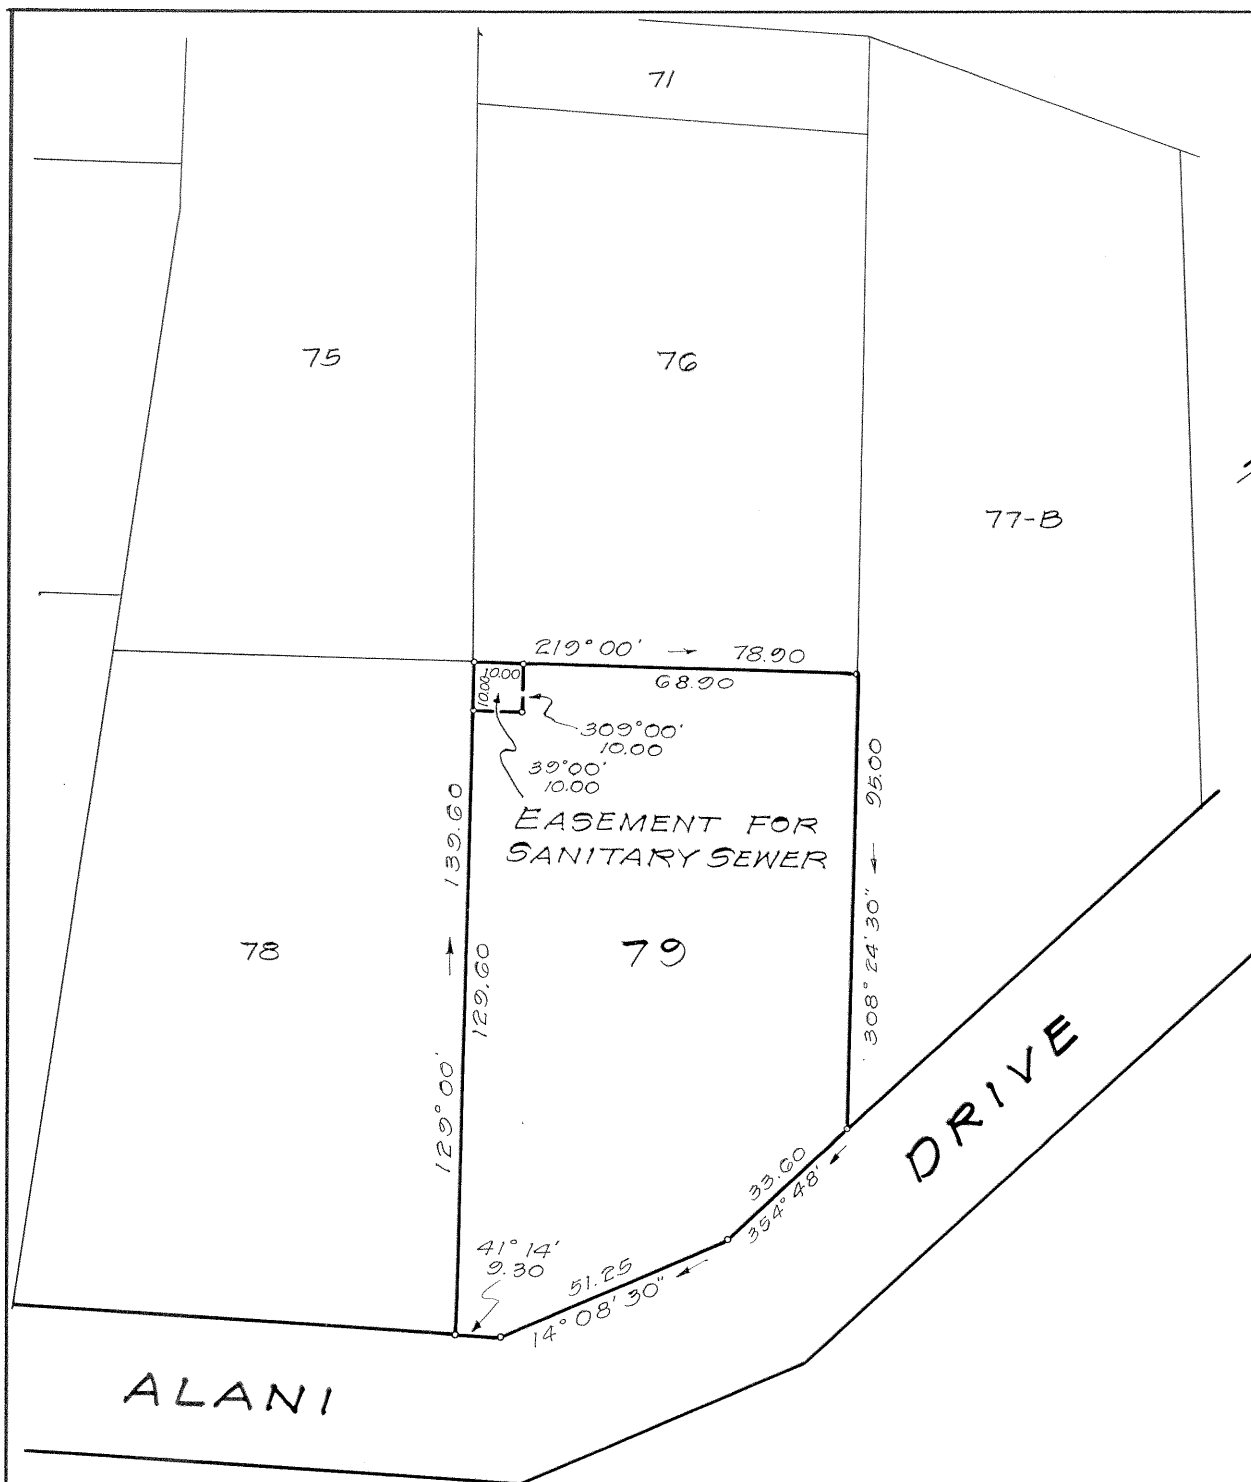 71
75
76
77-B
219°00' → 78.90
68.90
10.00
10.00
309°00'
10.00
39°00'
10.00
EASEMENT FOR
SANITARY SEWER
129°00' → 139.60
129.60
308°24'30" ← 95.00
78
79
DRIVE
33.60
354°48'
41°14'
9.30
51.25
14°08'30"
ALANI